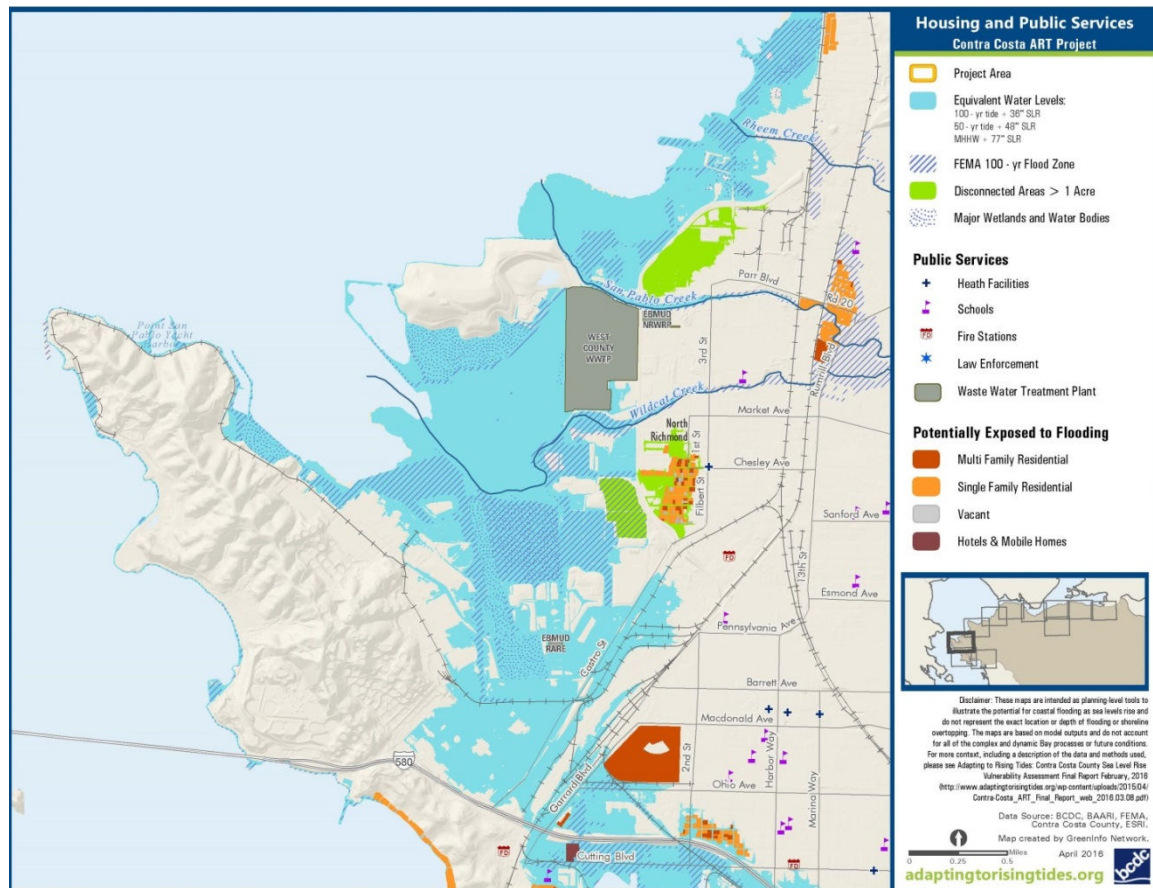 Housing and Public Services
Contra Costa ART Project
Project Area
Equivalent Water Levels:
100 - yr tide + 36" SLR
50 - yr tide + 48" SLR
MHHW + 77" SLR
FEMA 100 - yr Flood Zone
Disconnected Areas > 1 Acre
Major Wetlands and Water Bodies
Public Services
Heath Facilities
Schools
FD
Fire Stations
Law Enforcement
Waste Water Treatment Plant
Potentially Exposed to Flooding
Multi Family Residential
Single Family Residential
Vacant
Hotels & Mobile Homes
Disclaimer: These maps are intended as planning-level tools to
illustrate the potential for coastal flooding as sea levels rise and
do not represent the exact location or depth of flooding or shoreline
overtopping. The maps are based on model outputs and do not account
for all of the complex and dynamic Bay processes or future conditions.
For more context, including a description of the data and methods used,
please see Adapting to Rising Tides: Contra Costa County Sea Level Rise
Vulnerability Assessment Final Report February, 2016
(http://www.adaptingtorisingtides.org/wp-content/uploads/2015/04/
Contra-Costa_ART_Final_Report_web_2016.03.08.pdf)
Data Source: BCDC, BAARI, FEMA,
Contra Costa County, ESRI.
Map created by GreenInfo Network.
April 2016
0 0.25 0.5 Miles
adaptingtorisingtides.org
bcdc
Rheem Creek
San Pablo Creek
Parr Blvd
Rd 20
EBMUD
NRWRP
WEST
COUNTY
WWTP
Point San
Pablo Yacht
Harbor
3rd St
Rumrill Blvd
Wildcat Creek
Market Ave
North
Richmond
1st St
Chesley Ave
Filbert St
Sanford Ave
FD
13th St
Esmond Ave
Pennsylvania Ave
EBMUD
RARE
Castro St
Barrett Ave
Macdonald Ave
580
2nd St
Harbor Way
Ohio Ave
Marina Way
Garrard Blvd
FD
Cutting Blvd
FD